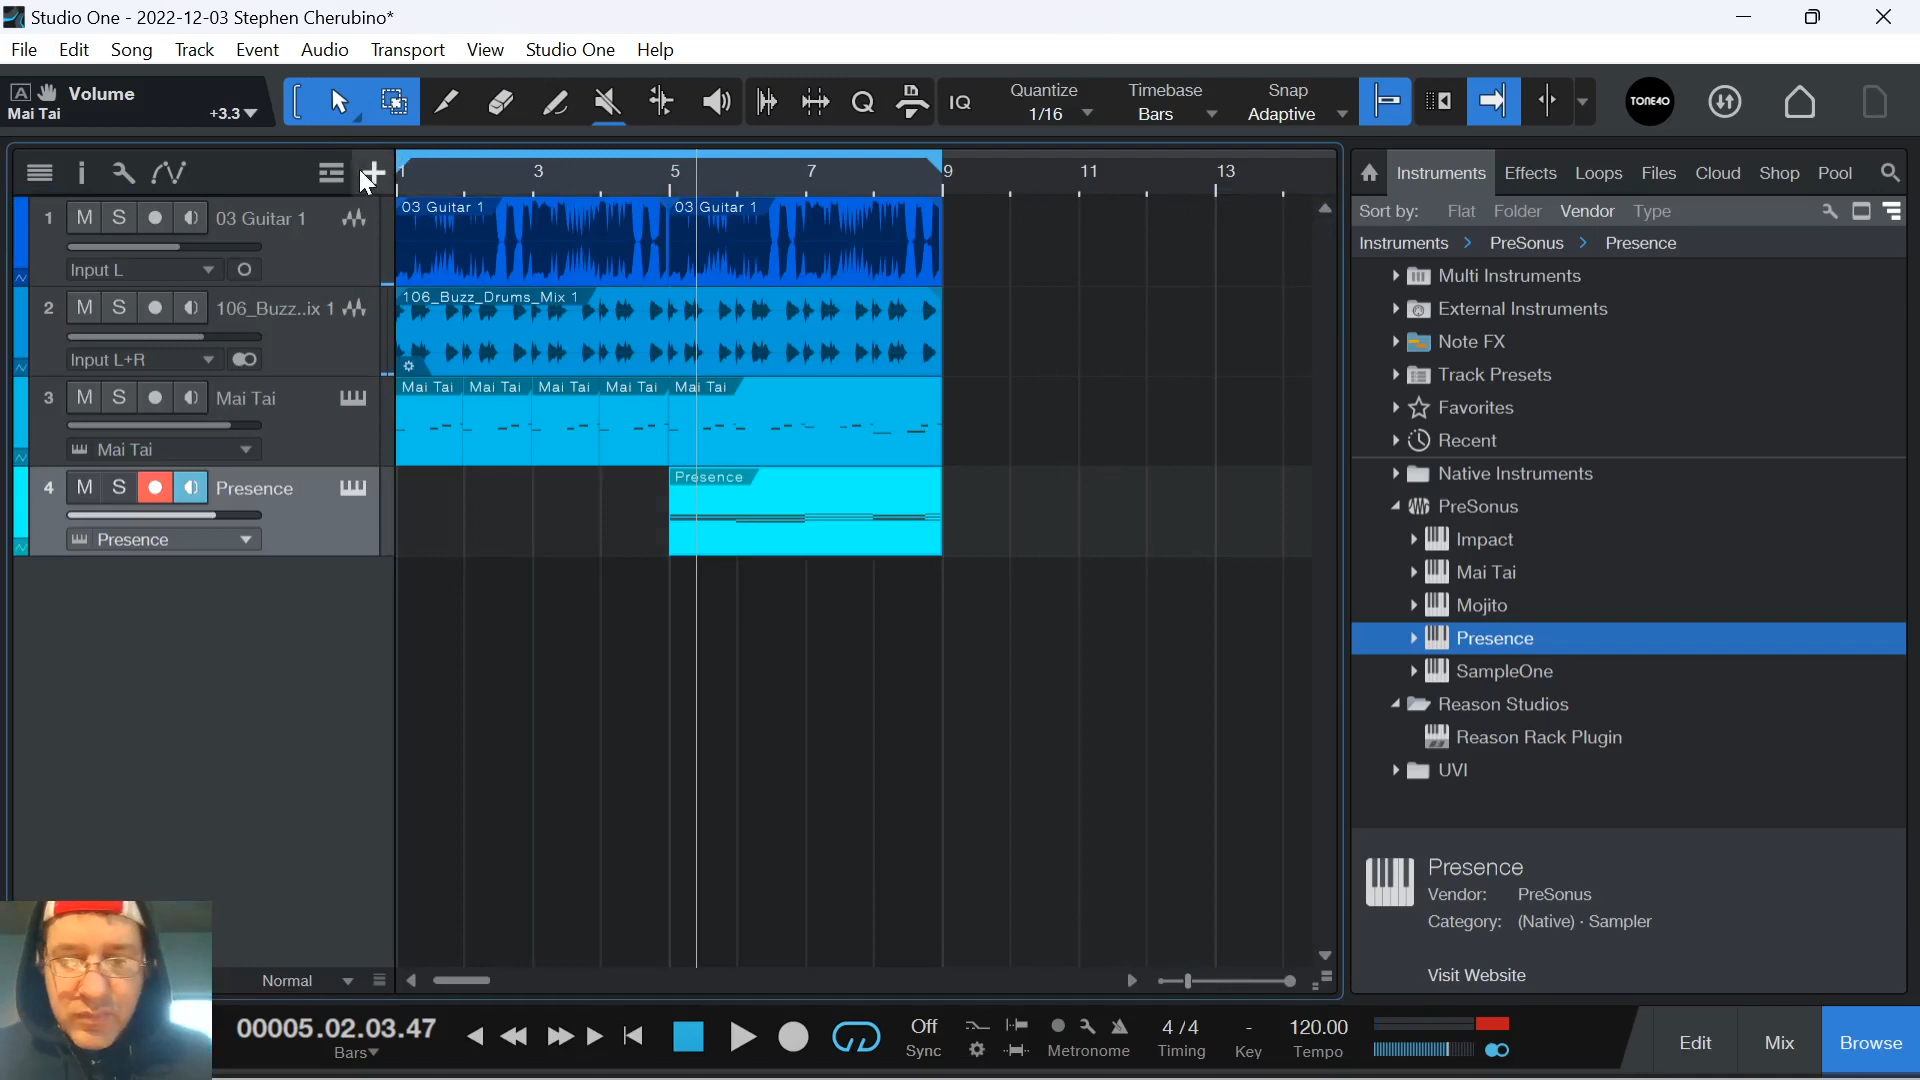 Studio One - 2022-12-03 Stephen Cherubino*
File Edit Song Track Event Audio Transport View Studio One Help
A Volume
Mai Tai +3.3
IQ
Quantize
1/16
Timebase
Bars
Snap
Adaptive
TONE40
1 3 5 7 9 11 13
1 M S 03 Guitar 1
Input L
2 M S 106_Buzz..ix 1
Input L+R
3 M S Mai Tai
Mai Tai
4 M S Presence
Presence
03 Guitar 1 03 Guitar 1
106_Buzz_Drums_Mix 1
Mai Tai Mai Tai Mai Tai Mai Tai Mai Tai
Presence
Instruments Effects Loops Files Cloud Shop Pool
Sort by: Flat Folder Vendor Type
Instruments > PreSonus > Presence
Multi Instruments
External Instruments
Note FX
Track Presets
Favorites
Recent
Native Instruments
PreSonus
Impact
Mai Tai
Mojito
Presence
SampleOne
Reason Studios
Reason Rack Plugin
UVI
Presence
Vendor: PreSonus
Category: (Native) · Sampler
Visit Website
Normal
00005.02.03.47
Bars
Off
Sync
Metronome
4 / 4
Timing
-
Key
120.00
Tempo
Edit Mix Browse